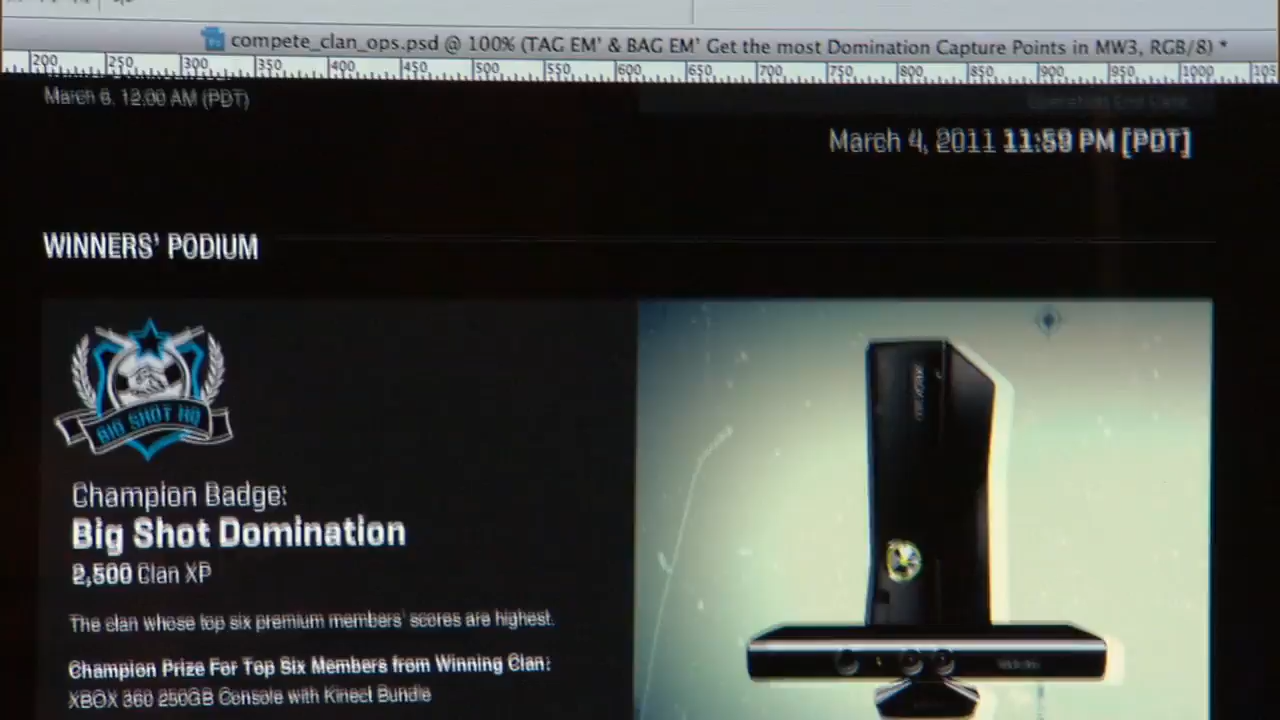 compete_clan_ops.psd @ 100% (TAG EM' & BAG EM' Get the most Domination Capture Points in MW3, RGB/8) *
200 250 300 350 400 450 500 550 600 650 700 750 800 850 900 950 1000 105
March 6, 12:00 AM (PDT)
March 4, 2011 11:59 PM [PDT]
WINNERS' PODIUM
BIG SHOT HQ
Champion Badge:
Big Shot Domination
2,500 Clan XP
The clan whose top six premium members' scores are highest.
Champion Prize For Top Six Members from Winning Clan:
XBOX 360 250GB Console with Kinect Bundle